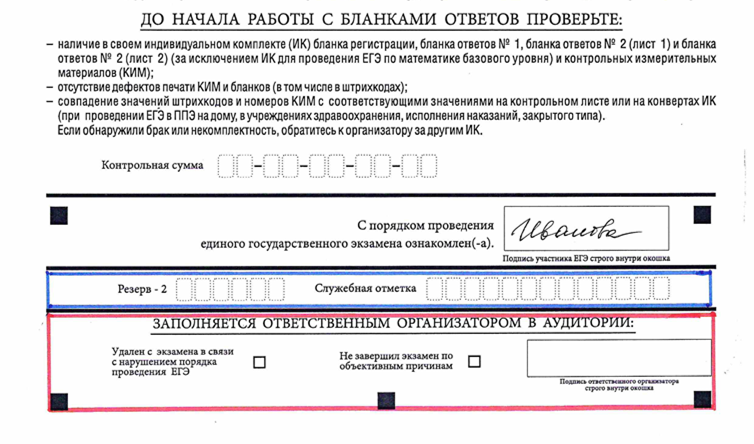 ДО НАЧАЛА РАБОТЫ С БЛАНКАМИ ОТВЕТОВ ПРОВЕРЬТЕ:
– наличие в своем индивидуальном комплекте (ИК) бланка регистрации, бланка ответов № 1, бланка ответов № 2 (лист 1) и бланка
ответов № 2 (лист 2) (за исключением ИК для проведения ЕГЭ по математике базового уровня) и контрольных измерительных
материалов (КИМ);
– отсутствие дефектов печати КИМ и бланков (в том числе в штрихкодах);
– совпадение значений штрихкодов и номеров КИМ с соответствующими значениями на контрольном листе или на конвертах ИК
(при проведении ЕГЭ в ППЭ на дому, в учреждениях здравоохранения, исполнения наказаний, закрытого типа).
Если обнаружили брак или некомплектность, обратитесь к организатору за другим ИК.
Контрольная сумма
С порядком проведения
единого государственного экзамена ознакомлен(-а).
Иванова
Подпись участника ЕГЭ строго внутри окошка
Резерв - 2 Служебная отметка
ЗАПОЛНЯЕТСЯ ОТВЕТСТВЕННЫМ ОРГАНИЗАТОРОМ В АУДИТОРИИ:
Удален с экзамена в связи
с нарушением порядка
проведения ЕГЭ
Не завершил экзамен по
объективным причинам
Подпись ответственного организатора
строго внутри окошка